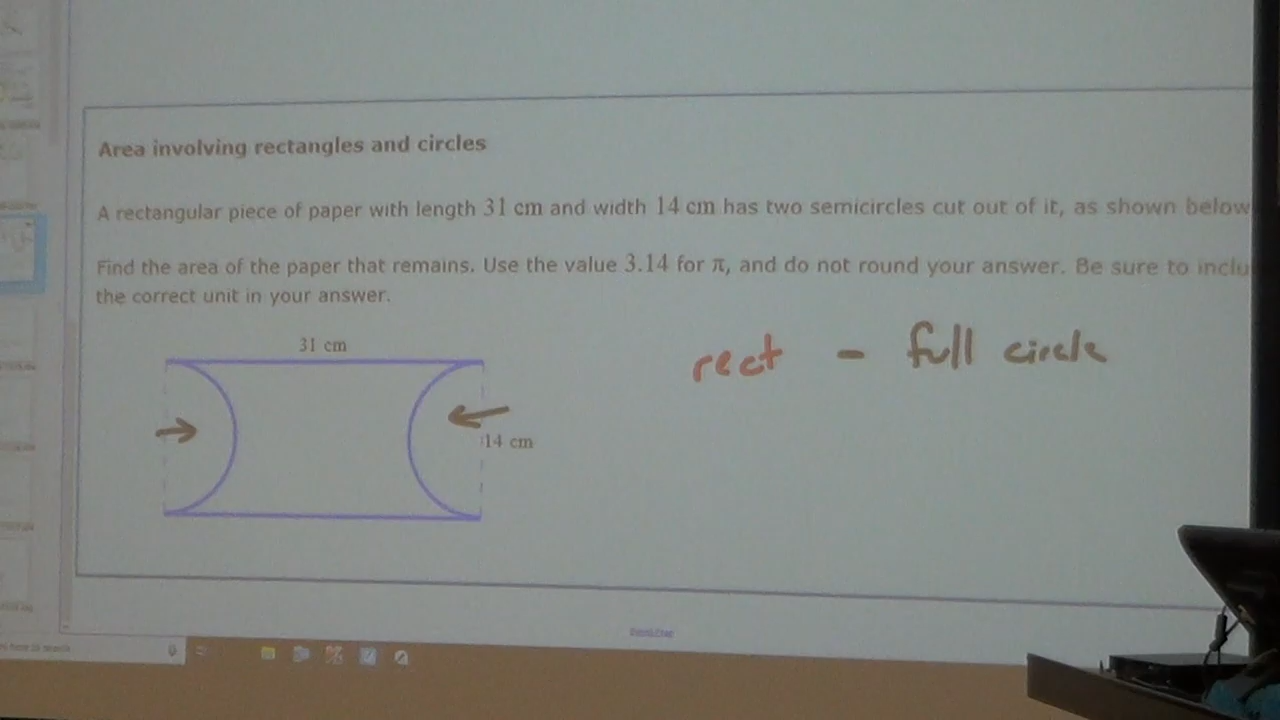 Area involving rectangles and circles
A rectangular piece of paper with length 31 cm and width 14 cm has two semicircles cut out of it, as shown below
Find the area of the paper that remains. Use the value 3.14 for π, and do not round your answer. Be sure to inclu
the correct unit in your answer.
31 cm
rect - full circle
14 cm